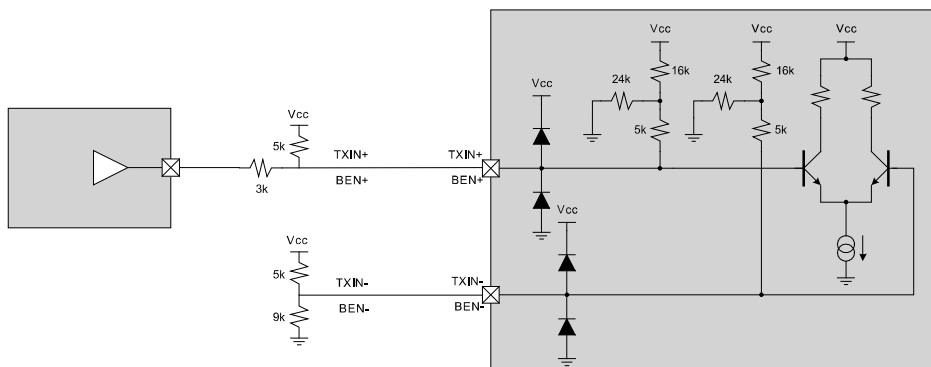 Vcc
Vcc
Vcc
16k
16k
24k
24k
Vcc
5k
5k
Vcc
5k
TXIN+
TXIN+
BEN+
BEN+
3k
Vcc
Vcc
5k
TXIN-
TXIN-
BEN-
BEN-
9k